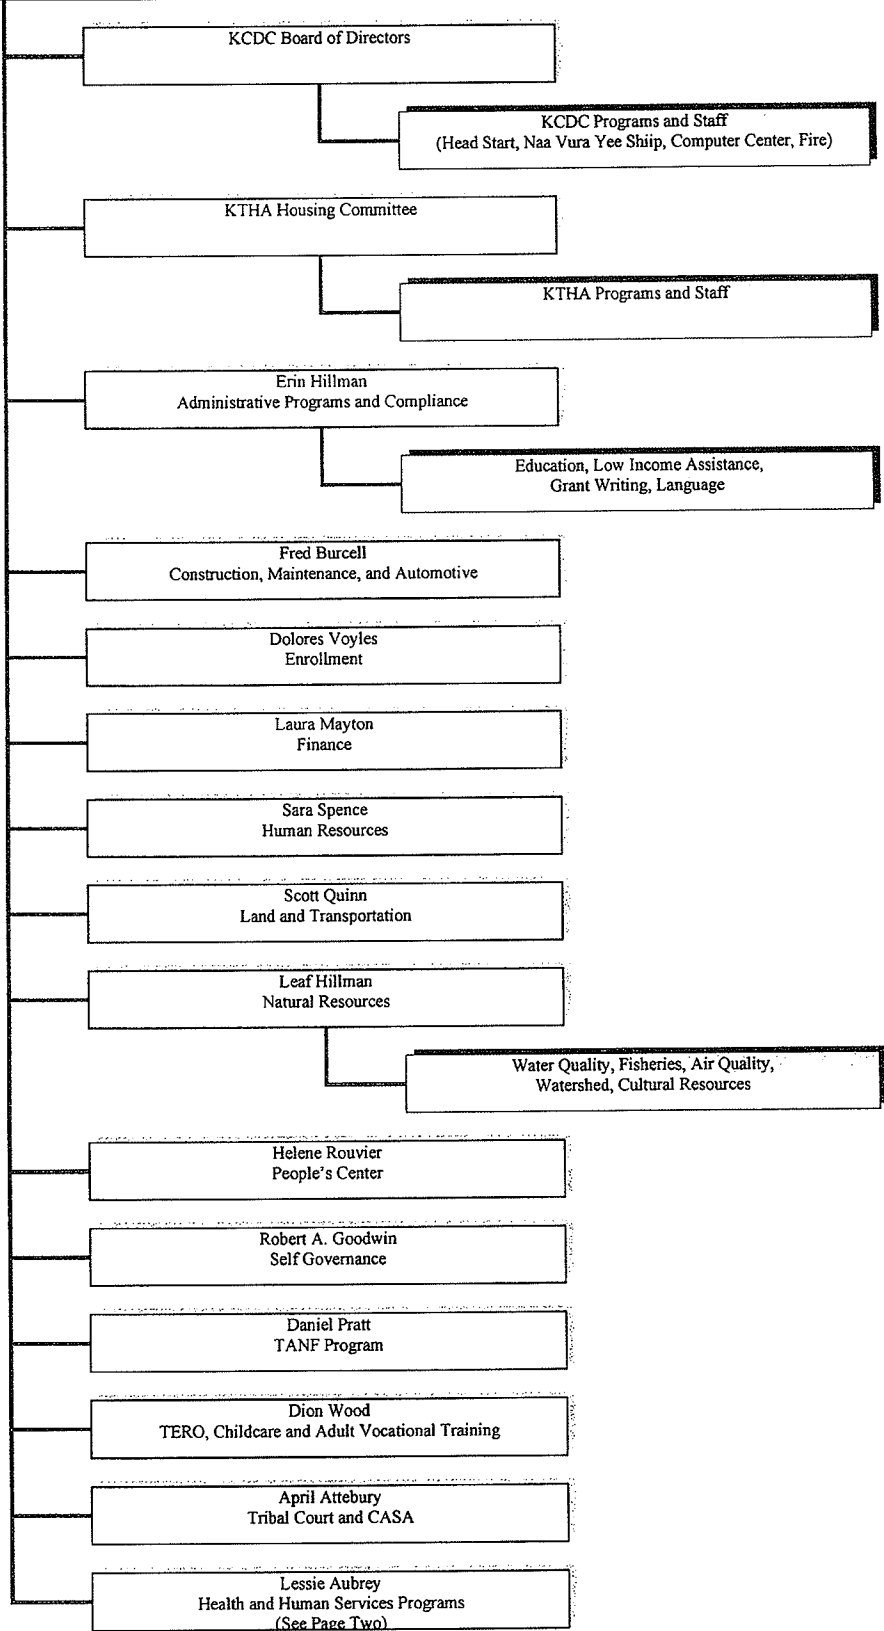 KCDC Board of Directors
KCDC Programs and Staff
(Head Start, Naa Vura Yee Shiip, Computer Center, Fire)
KTHA Housing Committee
KTHA Programs and Staff
Erin Hillman
Administrative Programs and Compliance
Education, Low Income Assistance,
Grant Writing, Language
Fred Burcell
Construction, Maintenance, and Automotive
Dolores Voyles
Enrollment
Laura Mayton
Finance
Sara Spence
Human Resources
Scott Quinn
Land and Transportation
Leaf Hillman
Natural Resources
Water Quality, Fisheries, Air Quality,
Watershed, Cultural Resources
Helene Rouvier
People's Center
Robert A. Goodwin
Self Governance
Daniel Pratt
TANF Program
Dion Wood
TERO, Childcare and Adult Vocational Training
April Attebury
Tribal Court and CASA
Lessie Aubrey
Health and Human Services Programs
(See Page Two)